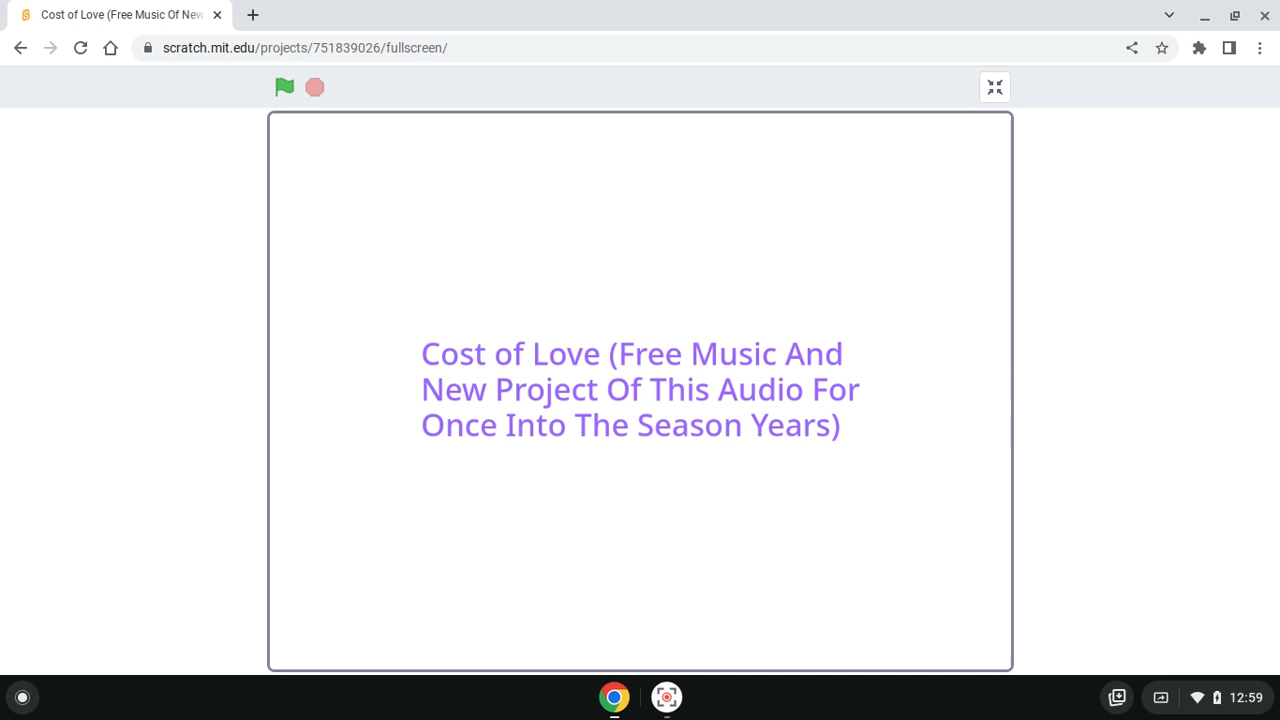 Cost of Love (Free Music Of New
scratch.mit.edu/projects/751839026/fullscreen/
Cost of Love (Free Music And
New Project Of This Audio For
Once Into The Season Years)
12:59